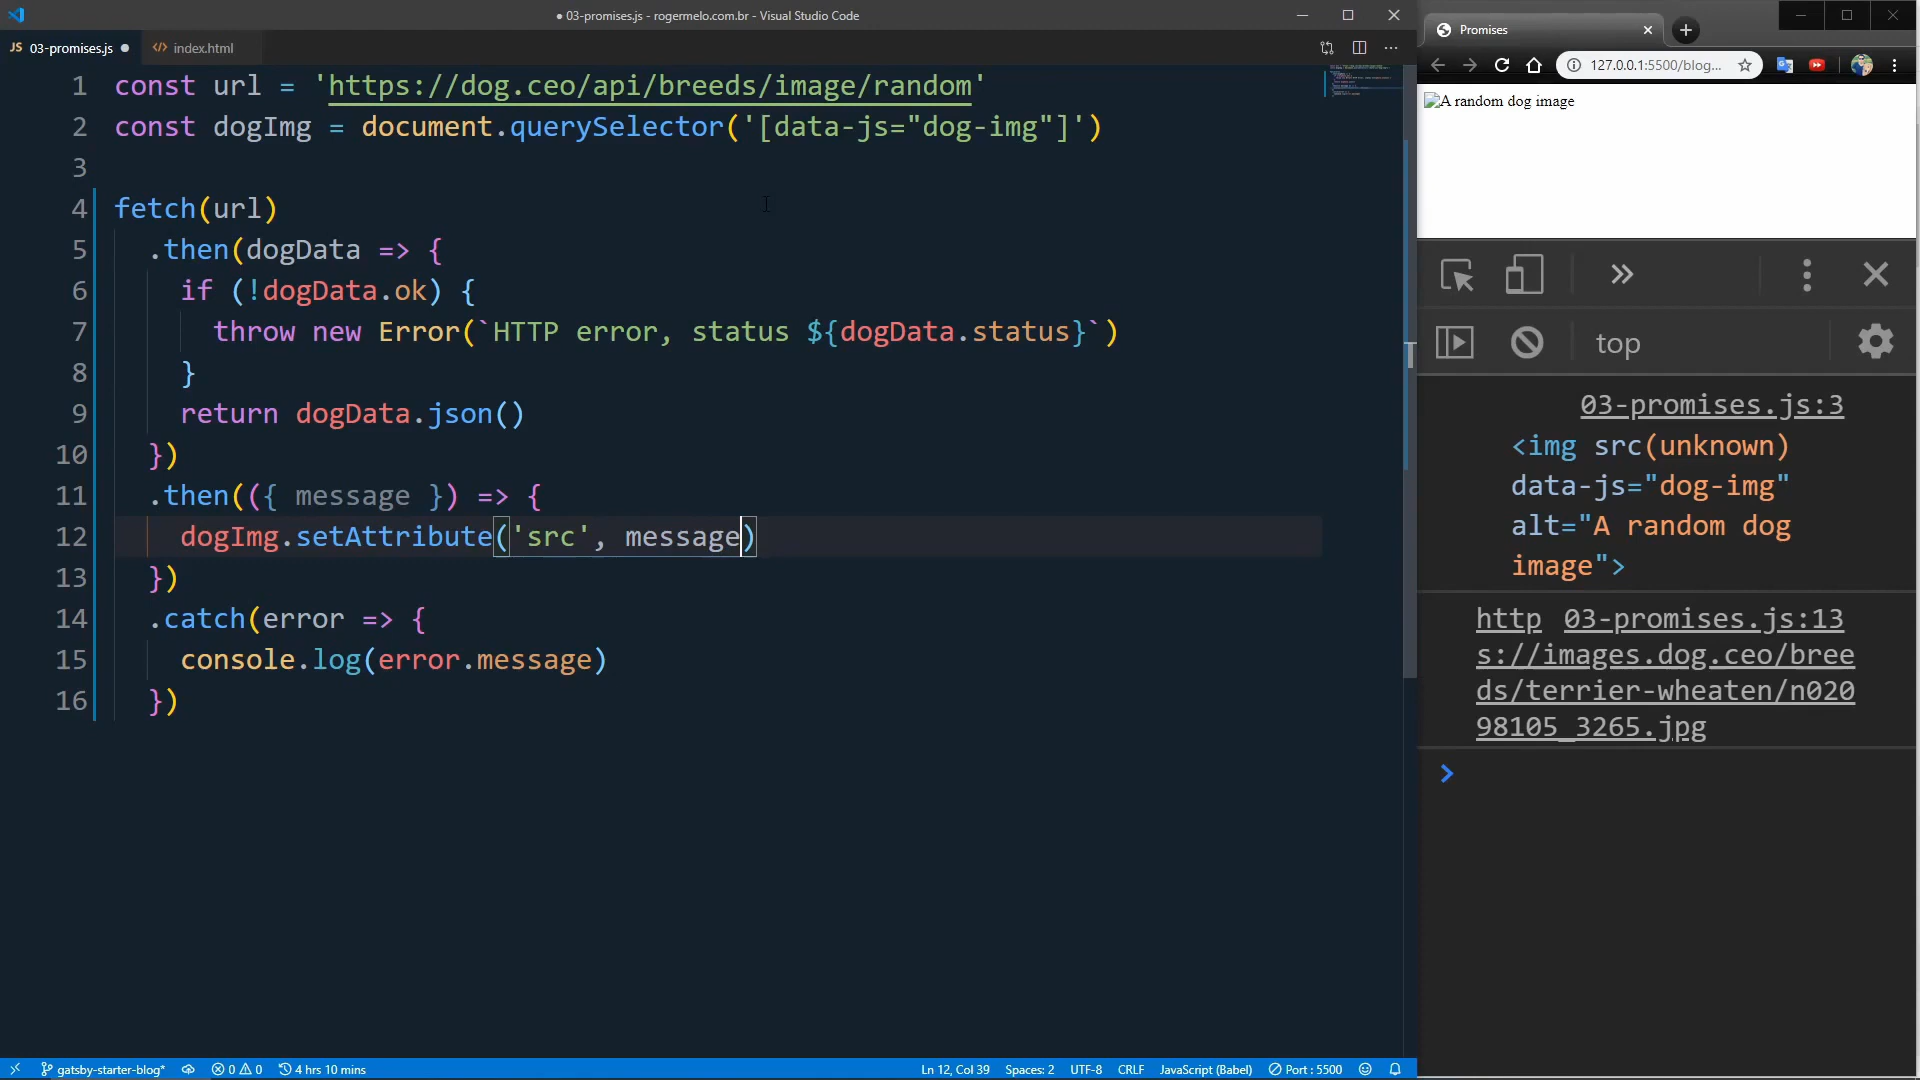 03-promises.js - rogermelo.com.br - Visual Studio Code
JS 03-promises.js
index.html
1 const url = 'https://dog.ceo/api/breeds/image/random'
2 const dogImg = document.querySelector('[data-js="dog-img"]')
3
4 fetch(url)
5 .then(dogData => {
6 if (!dogData.ok) {
7 throw new Error(`HTTP error, status ${dogData.status}`)
8 }
9 return dogData.json()
10 })
11 .then(({ message }) => {
12 dogImg.setAttribute('src', message)
13 })
14 .catch(error => {
15 console.log(error.message)
16 })
gatsby-starter-blog* 0 0 4 hrs 10 mins
Ln 12, Col 39 Spaces: 2 UTF-8 CRLF JavaScript (Babel) Port : 5500
Promises
127.0.0.1:5500/blog...
A random dog image
top
03-promises.js:3
<img src(unknown)
data-js="dog-img"
alt="A random dog
image">
http 03-promises.js:13
s://images.dog.ceo/bree
ds/terrier-wheaten/n020
98105_3265.jpg